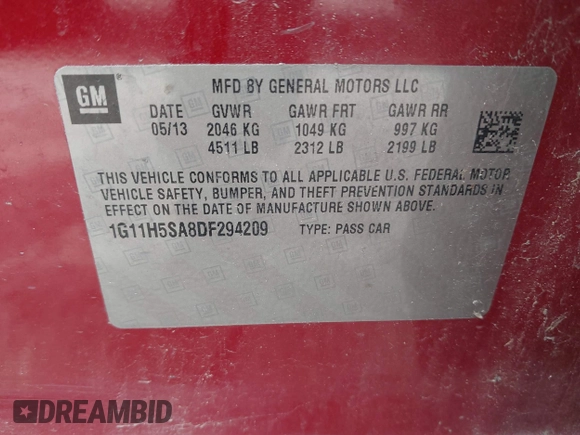 GM
MFD BY GENERAL MOTORS LLC
DATE GVWR GAWR FRT GAWR RR
05/13 2046 KG 1049 KG 997 KG
4511 LB 2312 LB 2199 LB
THIS VEHICLE CONFORMS TO ALL APPLICABLE U.S. FEDERAL MOTOR
VEHICLE SAFETY, BUMPER, AND THEFT PREVENTION STANDARDS IN
EFFECT ON THE DATE OF MANUFACTURE SHOWN ABOVE.
1G11H5SA8DF294209 TYPE: PASS CAR
DREAMBID